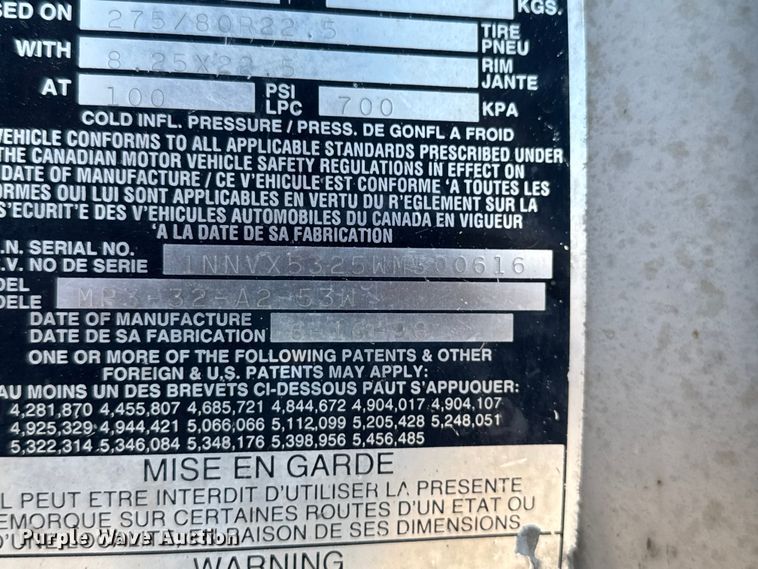 SED ON 275/80R22.5 TIRE PNEU
KGS.
WITH 8.25X22.5 RIM JANTE
AT 100 PSI LPC 700 KPA
COLD INFL. PRESSURE / PRESS. DE GONFL A FROID
VEHICLE CONFORMS TO ALL APPLICABLE STANDARDS PRESCRIBED UNDER
THE CANADIAN MOTOR VEHICLE SAFETY REGULATIONS IN EFFECT ON
DATE OF MANUFACTURE / CE V'EHICULE EST CONFORME 'A TOUTES LES
ORMES QUI LUI SONT APPLICABLES EN VERTU DU R'EGLEMENT SUR LA
S'ECURIT'E DES V'EHICULES AUTOMOBILES DU CANADA EN VIGUEUR
'A LA DATE DE SA FABRICATION
.N. SERIAL NO.
.V. NO DE SERIE 1NNVX5325WM300616
DEL
DELE MR3-32-A2-53W
DATE OF MANUFACTURE
DATE DE SA FABRICATION
ONE OR MORE OF THE FOLLOWING PATENTS & OTHER
FOREIGN & U.S. PATENTS MAY APPLY:
AU MOINS UN DES BREVETS CI-DESSOUS PAUT S'APPUOUER:
4,281,870 4,455,807 4,685,721 4,844,672 4,904,017 4,904,107
4,925,329 4,944,421 5,066,066 5,112,099 5,205,428 5,248,051
5,322,314 5,346,084 5,348,176 5,398,956 5,456,485
MISE EN GARDE
IL PEUT ETRE INTERDIT D'UTILISER LA PRESENTE
REMORQUE SUR CERTAINES ROUTES D'UN ETAT OU
D'UNE RAISON DE SES DIMENSIONS
Purple Wave Auction
WARNING